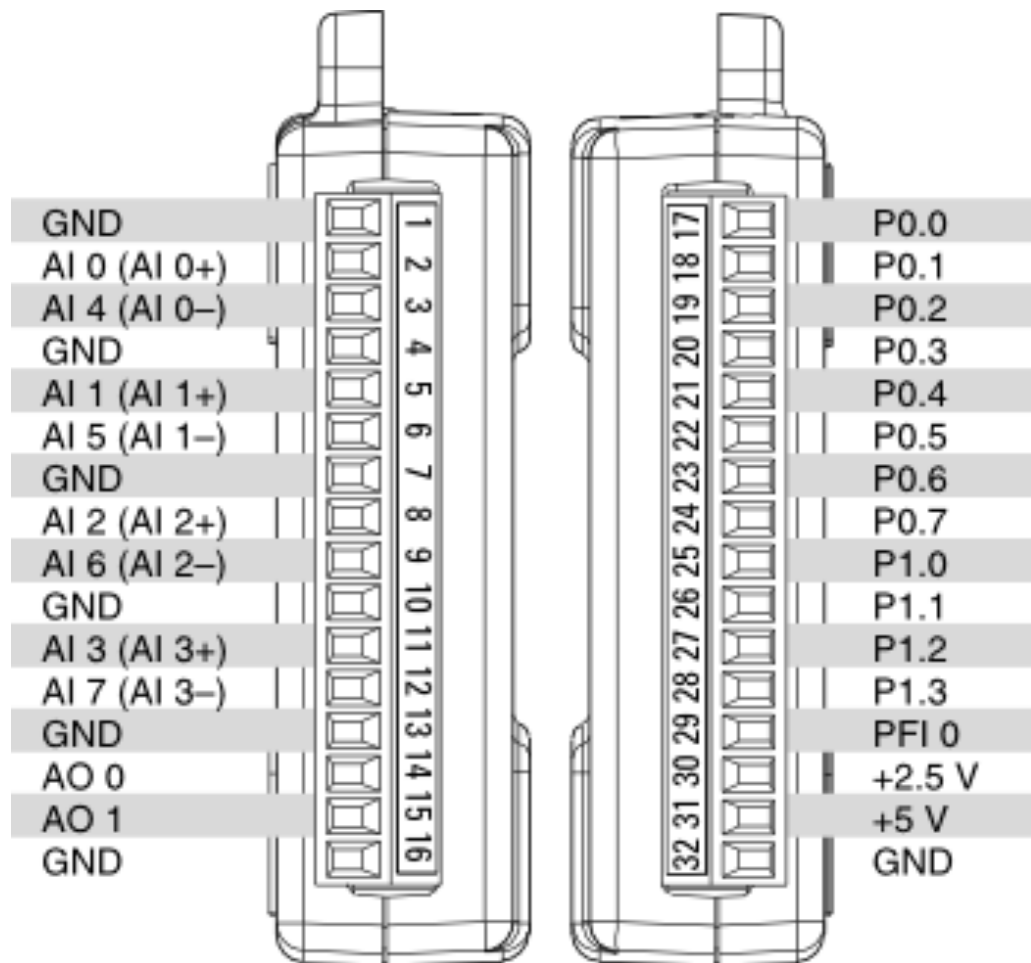 GND 1
AI 0 (AI 0+) 2
AI 4 (AI 0–) 3
GND 4
AI 1 (AI 1+) 5
AI 5 (AI 1–) 6
GND 7
AI 2 (AI 2+) 8
AI 6 (AI 2–) 9
GND 10
AI 3 (AI 3+) 11
AI 7 (AI 3–) 12
GND 13
AO 0 14
AO 1 15
GND 16
17 P0.0
18 P0.1
19 P0.2
20 P0.3
21 P0.4
22 P0.5
23 P0.6
24 P0.7
25 P1.0
26 P1.1
27 P1.2
28 P1.3
29 PFI 0
30 +2.5 V
31 +5 V
32 GND